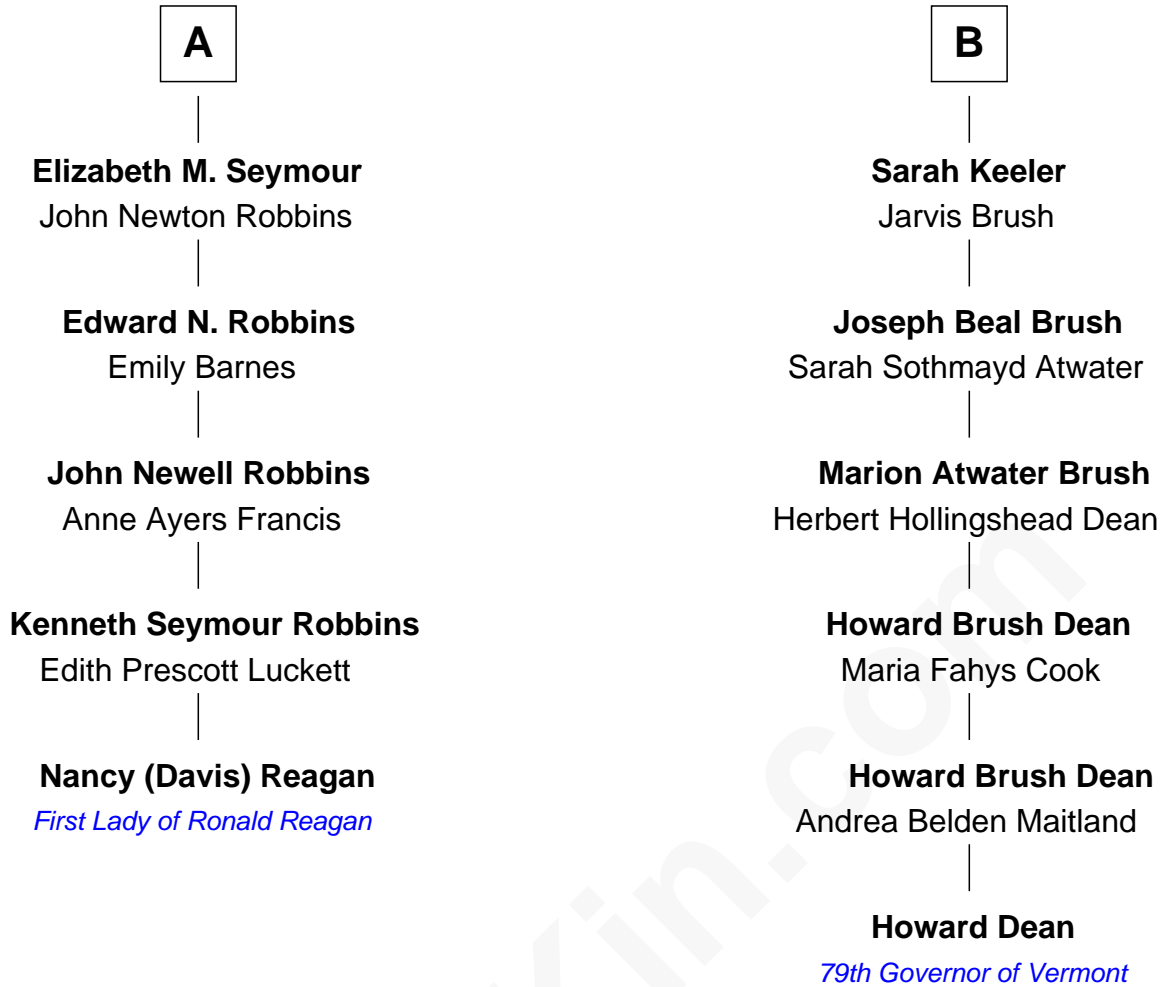 A
Elizabeth M. Seymour
John Newton Robbins
Edward N. Robbins
Emily Barnes
John Newell Robbins
Anne Ayers Francis
Kenneth Seymour Robbins
Edith Prescott Luckett
Nancy (Davis) Reagan
First Lady of Ronald Reagan
B
Sarah Keeler
Jarvis Brush
Joseph Beal Brush
Sarah Sothmayd Atwater
Marion Atwater Brush
Herbert Hollingshead Dean
Howard Brush Dean
Maria Fahys Cook
Howard Brush Dean
Andrea Belden Maitland
Howard Dean
79th Governor of Vermont
Kin.com